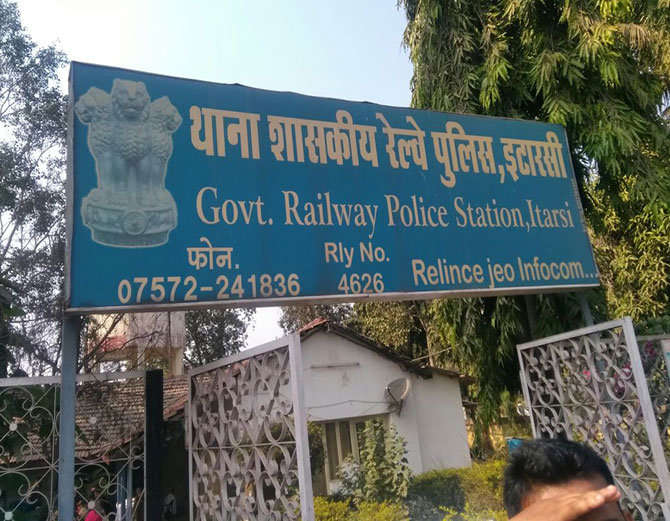 थाना शासकीय रेल्वे पुलिस,इटारसी
Govt. Railway Police Station,Itarsi
फोन. Rly No.
07572-241836 4626 Relince jeo Infocom...